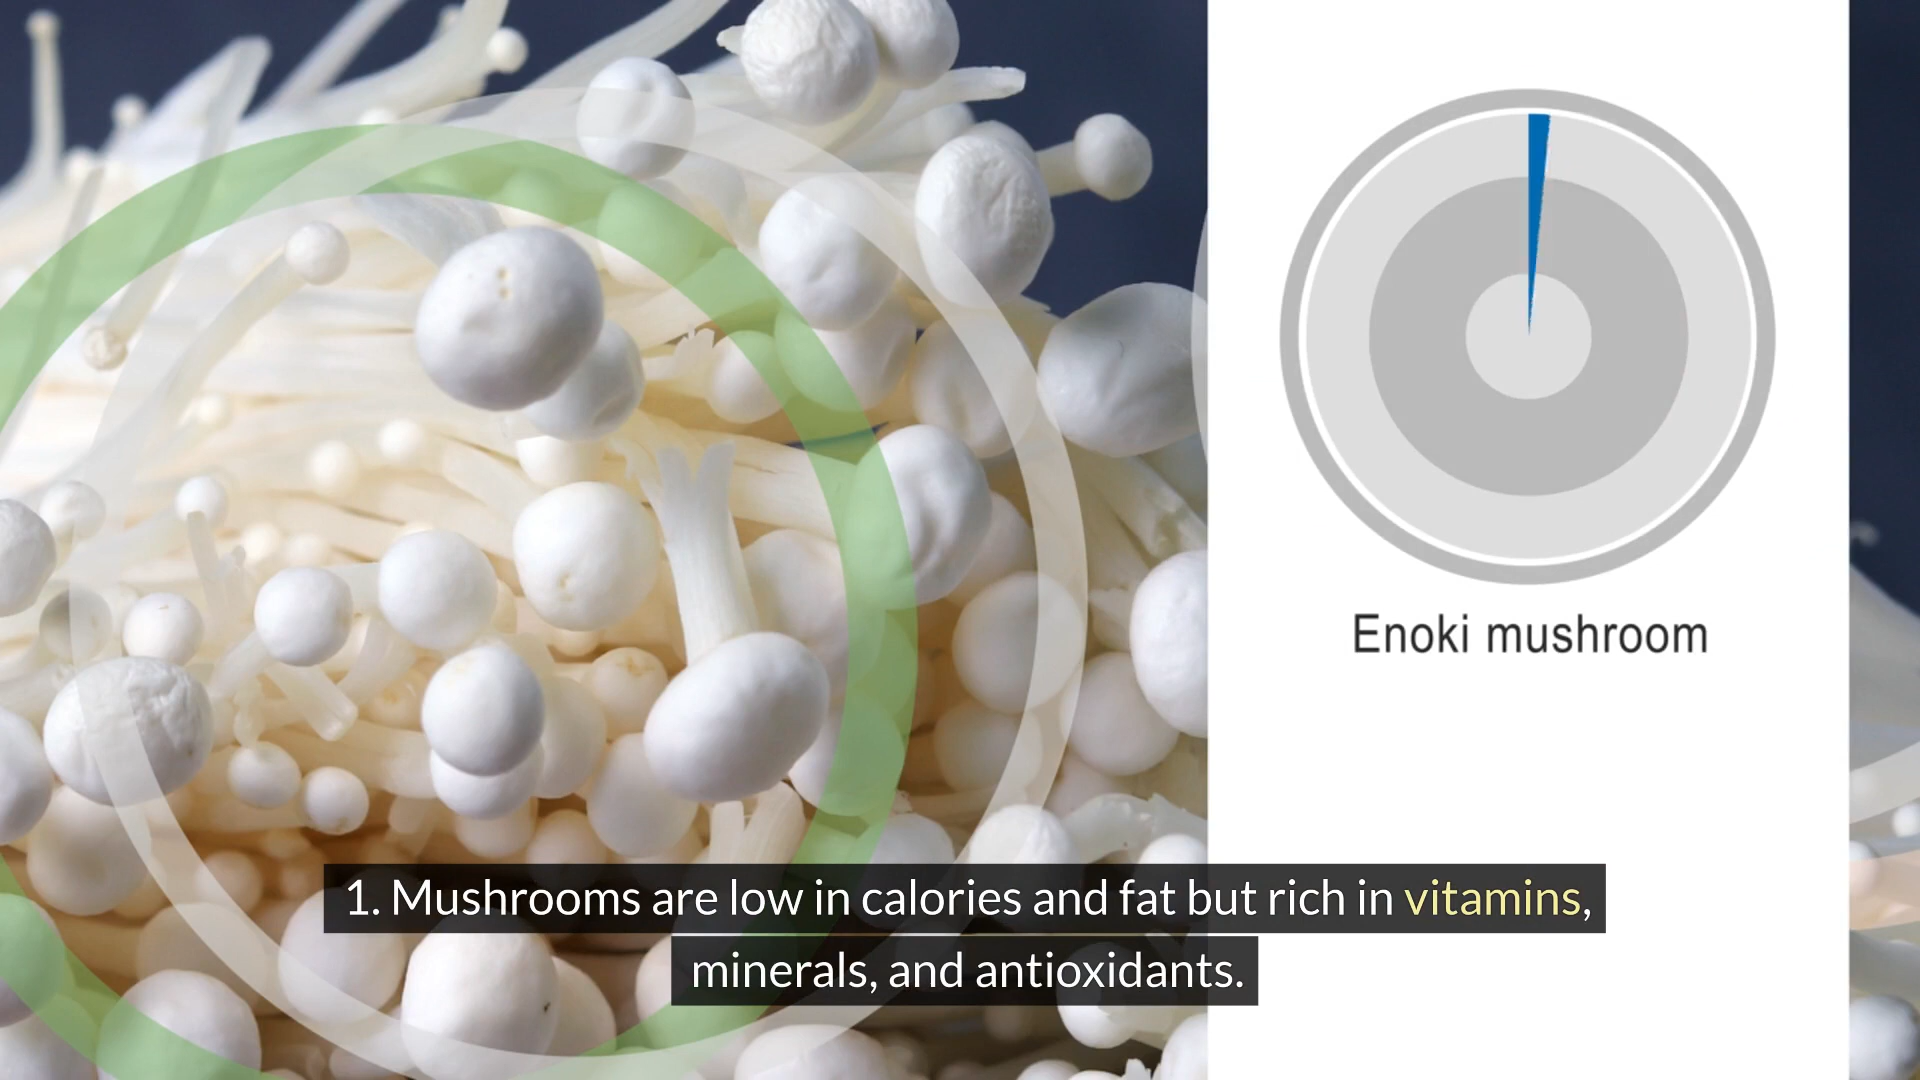 Enoki mushroom
1. Mushrooms are low in calories and fat but rich in vitamins,
minerals, and antioxidants.